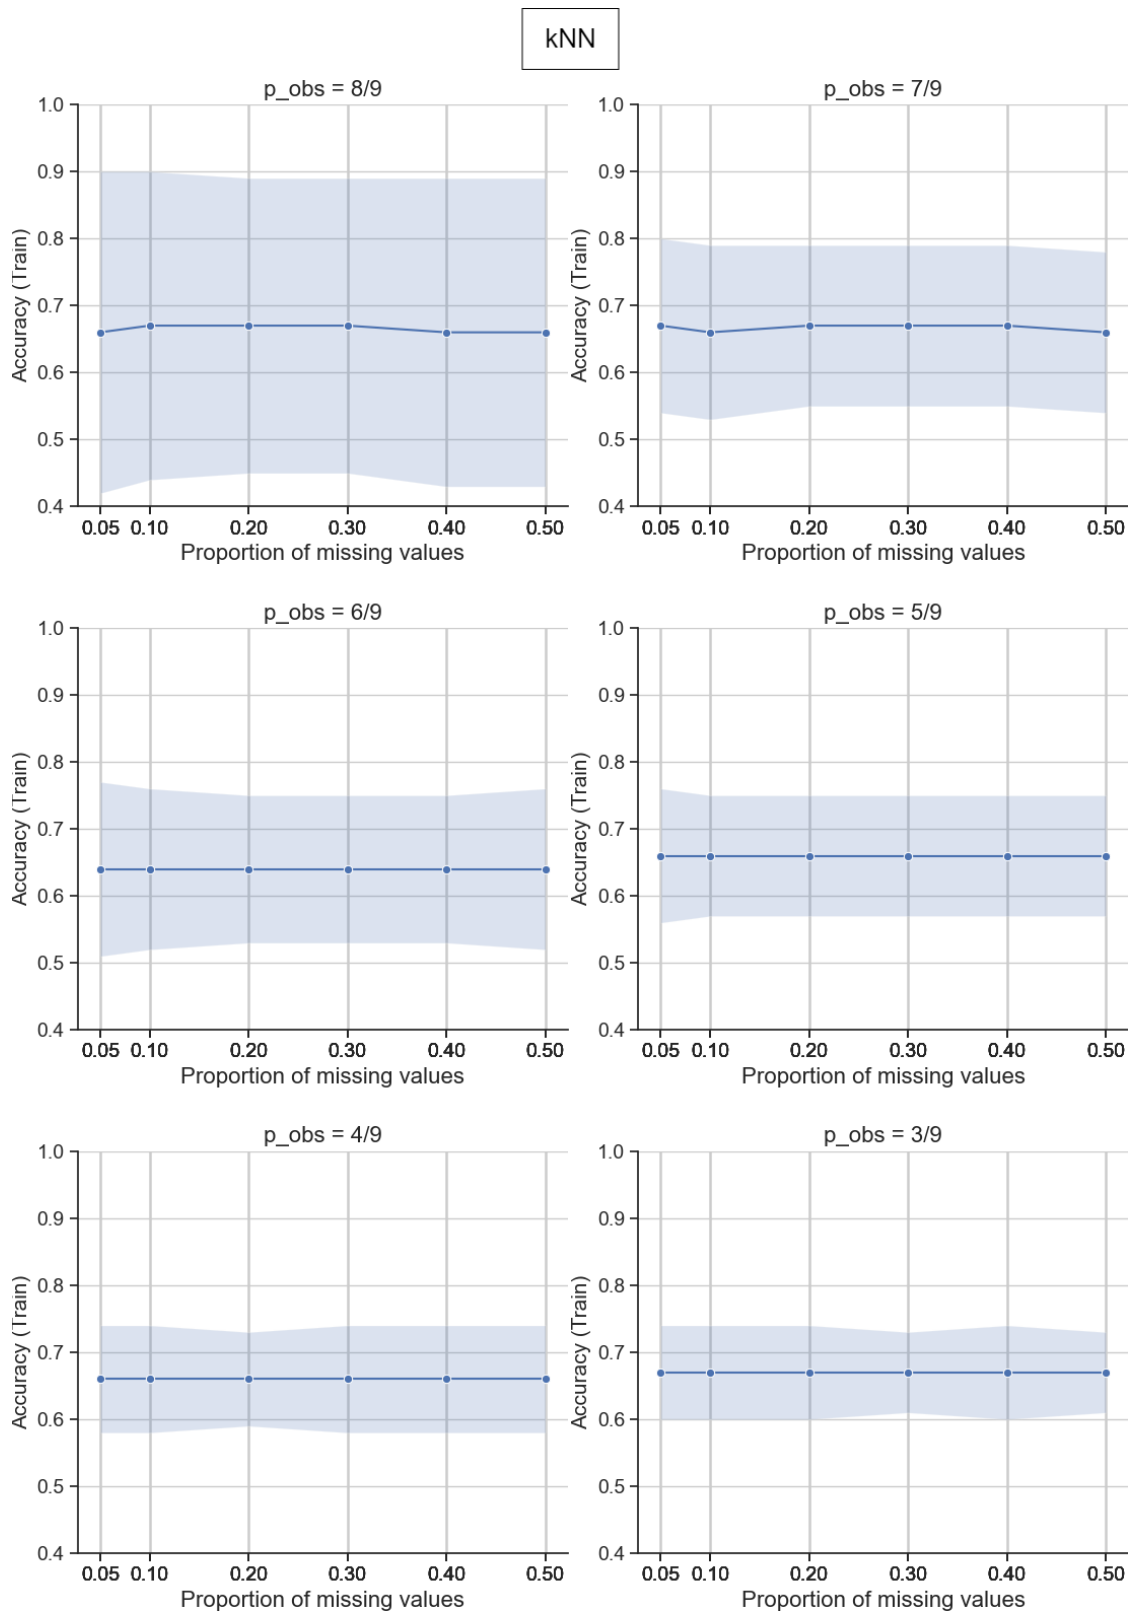 kNN
p_obs = 8/9
1.0
0.9
0.8
0.7
0.6
0.5
0.4
Accuracy (Train)
0.05 0.10 0.20 0.30 0.40 0.50
Proportion of missing values
p_obs = 7/9
1.0
0.9
0.8
0.7
0.6
0.5
0.4
Accuracy (Train)
0.05 0.10 0.20 0.30 0.40 0.50
Proportion of missing values
p_obs = 6/9
1.0
0.9
0.8
0.7
0.6
0.5
0.4
Accuracy (Train)
0.05 0.10 0.20 0.30 0.40 0.50
Proportion of missing values
p_obs = 5/9
1.0
0.9
0.8
0.7
0.6
0.5
0.4
Accuracy (Train)
0.05 0.10 0.20 0.30 0.40 0.50
Proportion of missing values
p_obs = 4/9
1.0
0.9
0.8
0.7
0.6
0.5
0.4
Accuracy (Train)
0.05 0.10 0.20 0.30 0.40 0.50
Proportion of missing values
p_obs = 3/9
1.0
0.9
0.8
0.7
0.6
0.5
0.4
Accuracy (Train)
0.05 0.10 0.20 0.30 0.40 0.50
Proportion of missing values